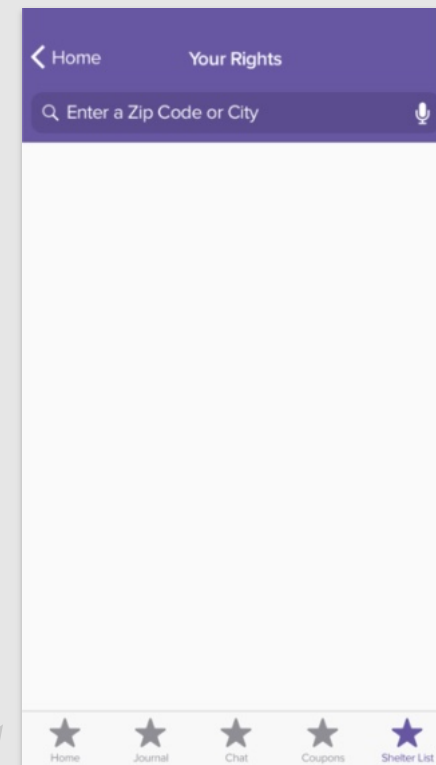 Home
Your Rights
Enter a Zip Code or City
Home Journal Chat Coupons Shelter List